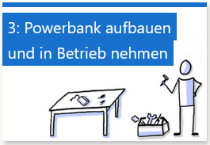 3: Powerbank aufbauen
und in Betrieb nehmen